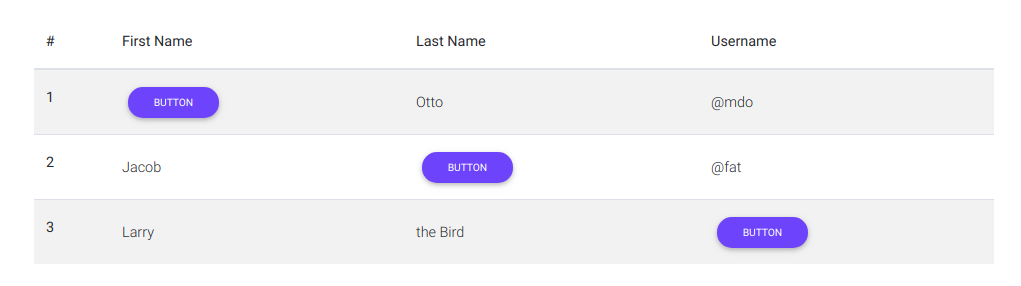 # First Name Last Name Username
1 BUTTON Otto @mdo
2 Jacob BUTTON @fat
3 Larry the Bird BUTTON